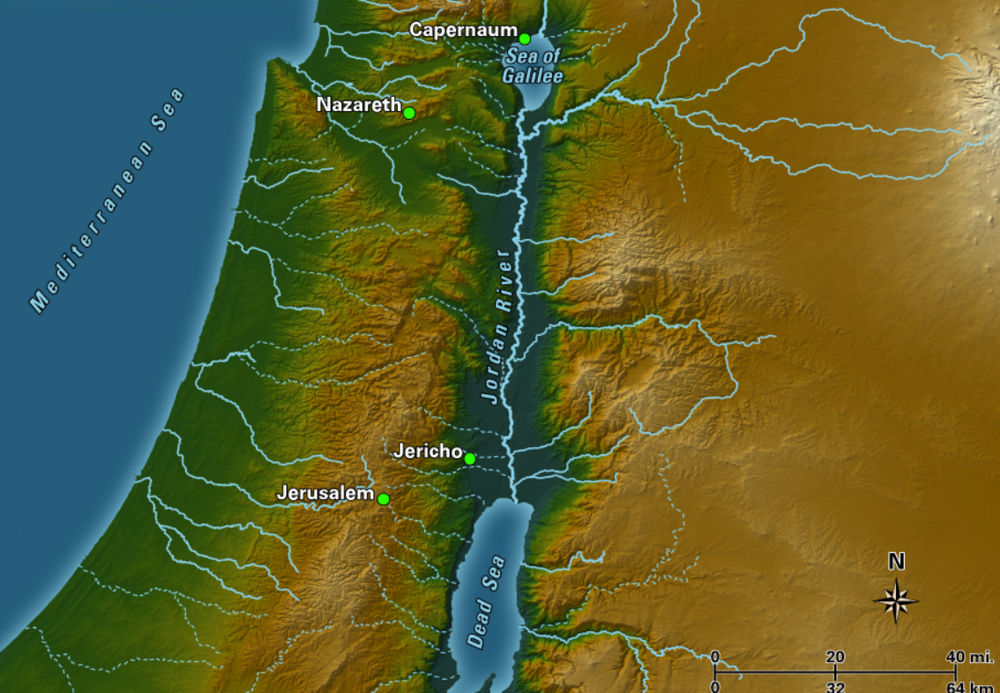 Capernaum
Sea of
Galilee
Nazareth
Mediterranean Sea
Jordan River
Jericho
Jerusalem
Dead Sea
N
0 20 40 mi.
0 32 64 km